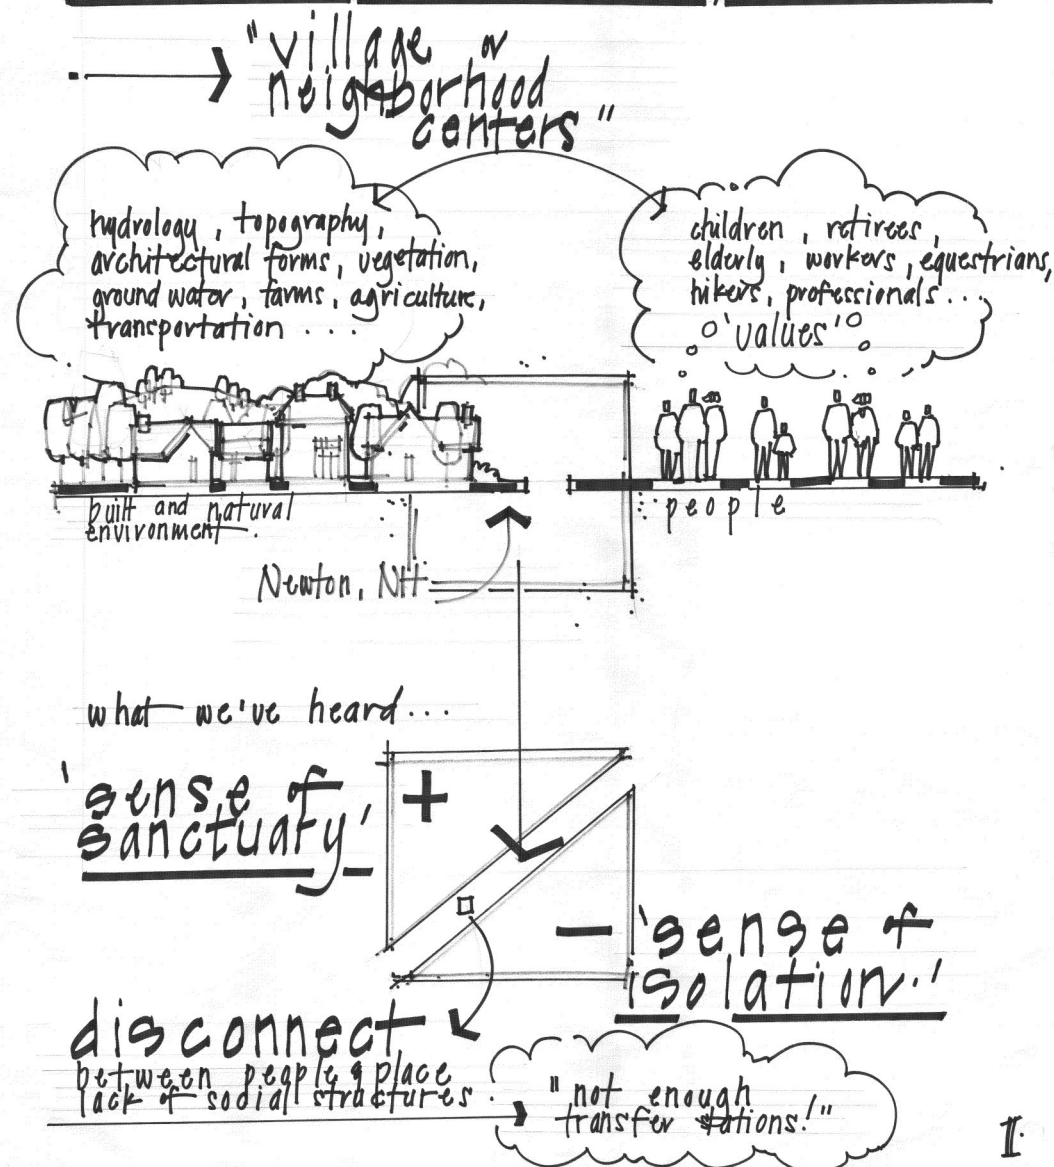 "village or
neighborhood
centers"
hydrology, topography,
architectural forms, vegetation,
ground water, farms, agriculture,
transportation ...
children, retirees,
elderly, workers, equestrians,
hikers, professionals...
'values'
built and natural
environment.
people
Newton, NH
what we've heard...
'sense of
sanctuary'
+
- 'sense of
isolation.'
disconnect
between people & place
lack of sodial structures.
"not enough
transfer stations!"
I.